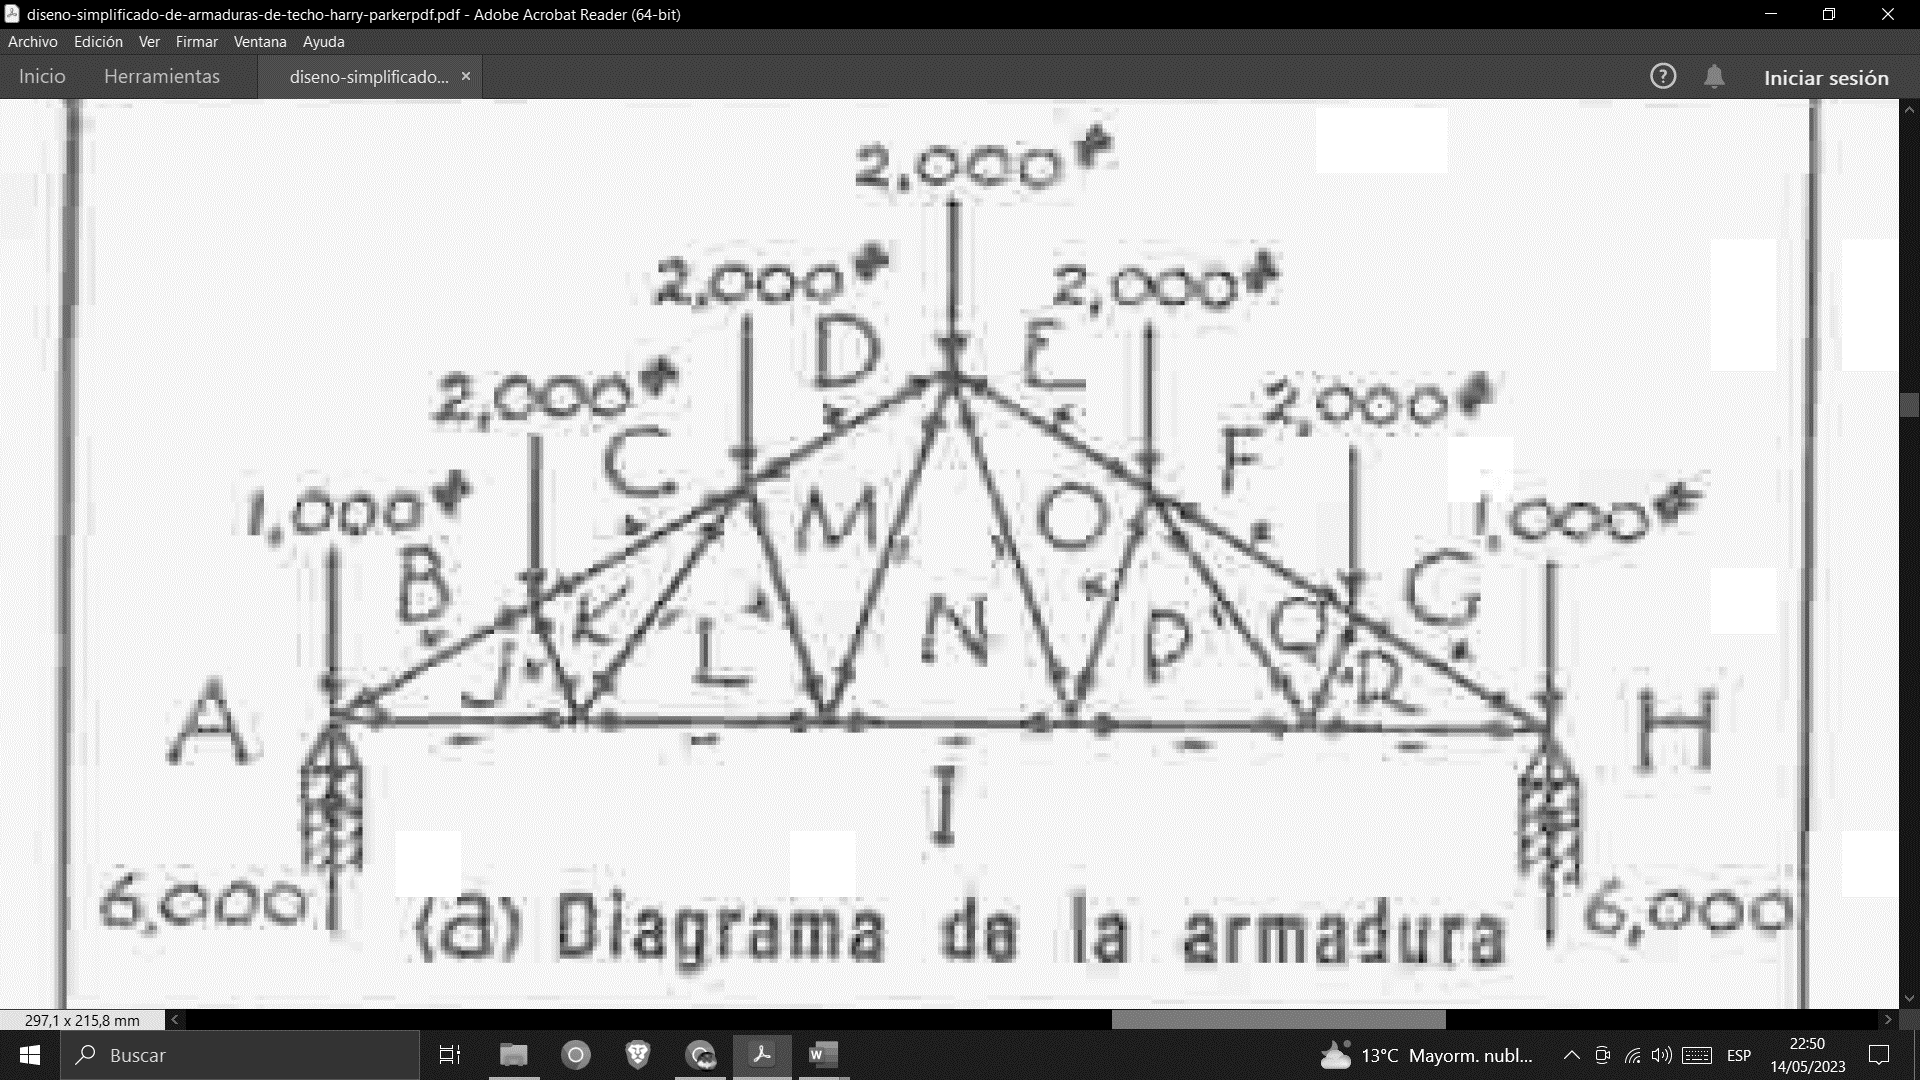 diseno-simplificado-de-armaduras-de-techo-harry-parkerpdf.pdf - Adobe Acrobat Reader (64-bit)
Archivo Edición Ver Firmar Ventana Ayuda
Inicio Herramientas diseno-simplificado... × ? Iniciar sesión
2,000#
2,000# 2,000#
D E
2,000# 2,000#
C F
1,000# 1,000#
M O
B G
K L N P Q
J R
A H
I
6,000 6,000
(a) Diagrama de la armadura
297,1 x 215,8 mm
Buscar
13°C Mayorm. nubl...
ESP
22:50
14/05/2023